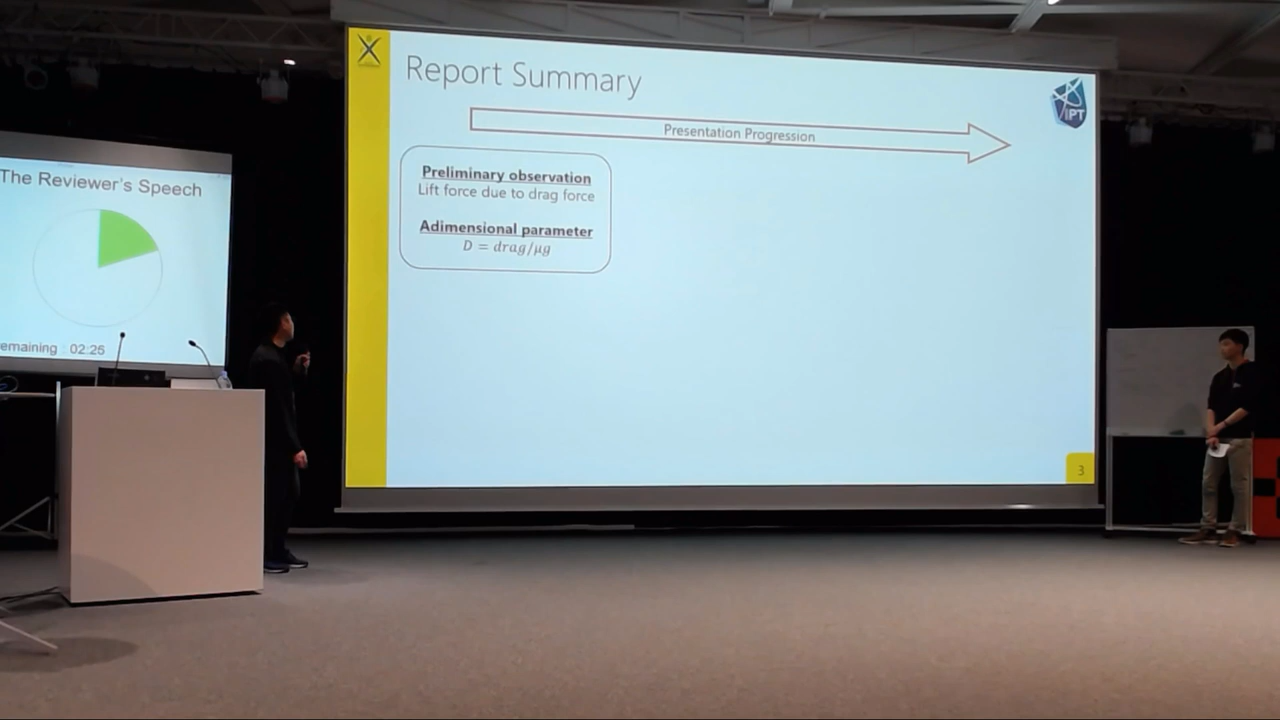 The Reviewer's Speech
remaining : 02:25
Report Summary
IPT
Presentation Progression
Preliminary observation
Lift force due to drag force
Adimensional parameter
D = drag/μg
3